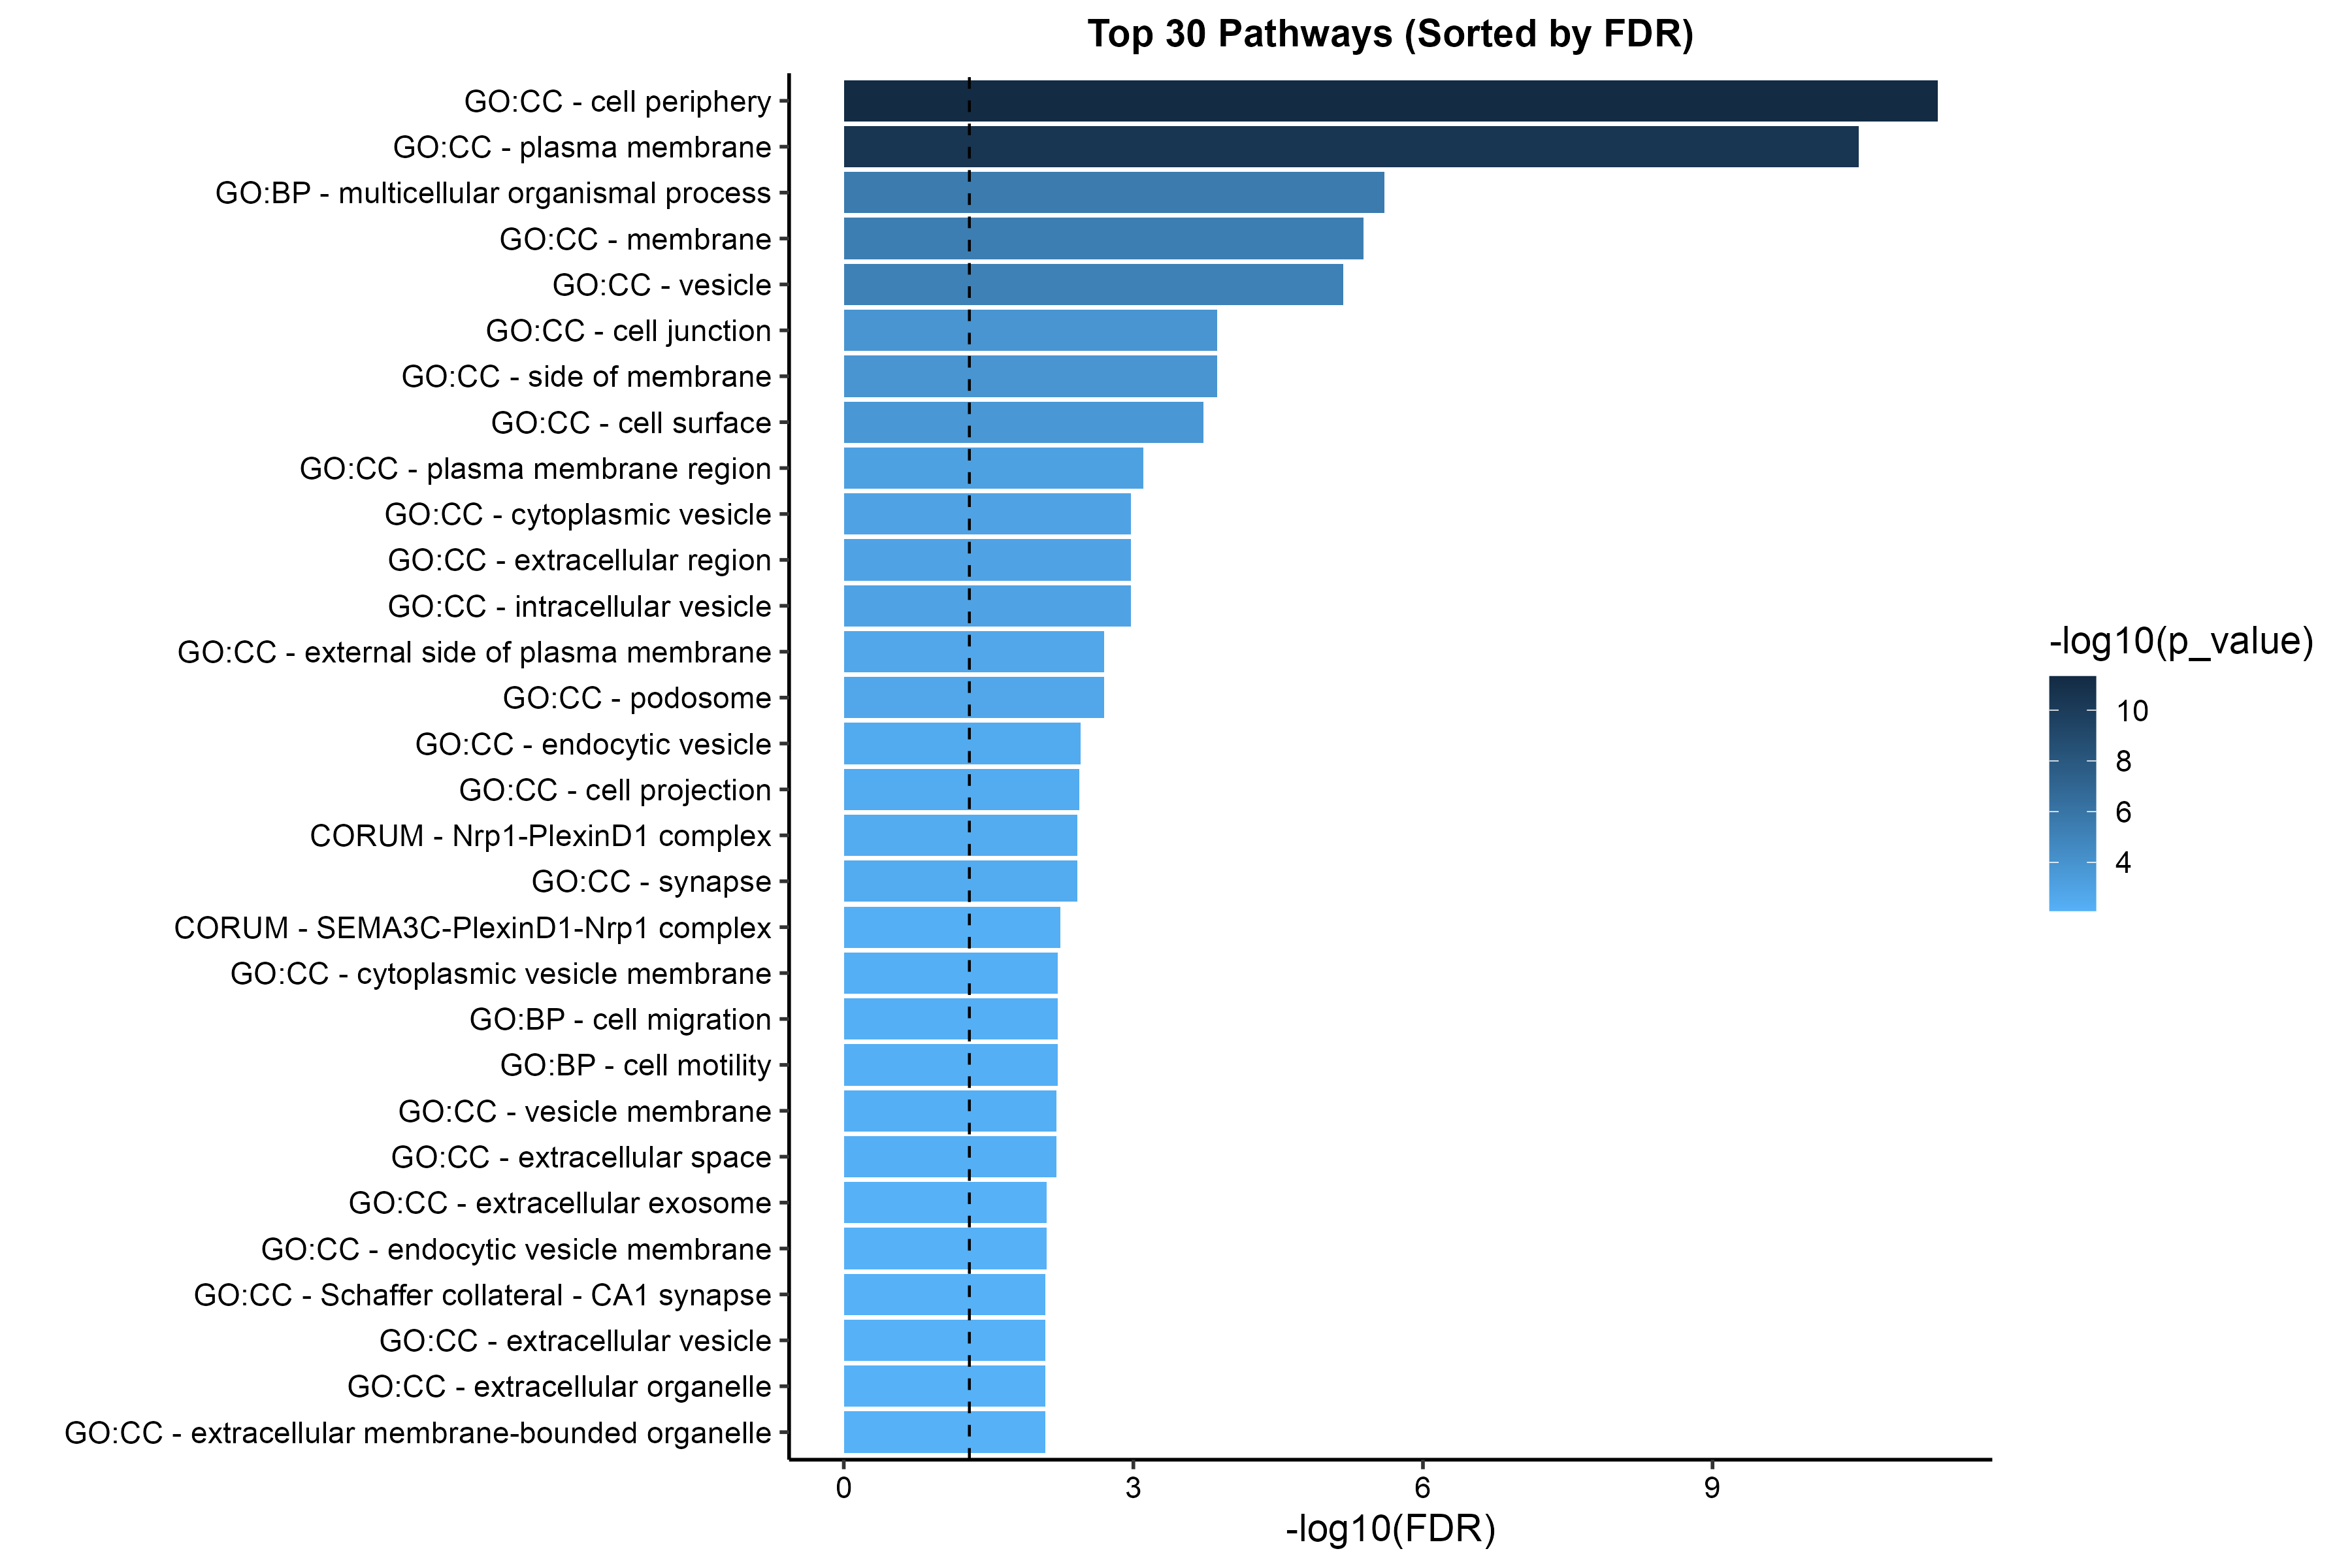 Top 30 Pathways (Sorted by FDR)
GO:CC - cell periphery
GO:CC - plasma membrane
GO:BP - multicellular organismal process
GO:CC - membrane
GO:CC - vesicle
GO:CC - cell junction
GO:CC - side of membrane
GO:CC - cell surface
GO:CC - plasma membrane region
GO:CC - cytoplasmic vesicle
GO:CC - extracellular region
GO:CC - intracellular vesicle
GO:CC - external side of plasma membrane
GO:CC - podosome
GO:CC - endocytic vesicle
GO:CC - cell projection
CORUM - Nrp1-PlexinD1 complex
GO:CC - synapse
CORUM - SEMA3C-PlexinD1-Nrp1 complex
GO:CC - cytoplasmic vesicle membrane
GO:BP - cell migration
GO:BP - cell motility
GO:CC - vesicle membrane
GO:CC - extracellular space
GO:CC - extracellular exosome
GO:CC - endocytic vesicle membrane
GO:CC - Schaffer collateral - CA1 synapse
GO:CC - extracellular vesicle
GO:CC - extracellular organelle
GO:CC - extracellular membrane-bounded organelle
0 3 6 9
-log10(FDR)
-log10(p_value)
10
8
6
4